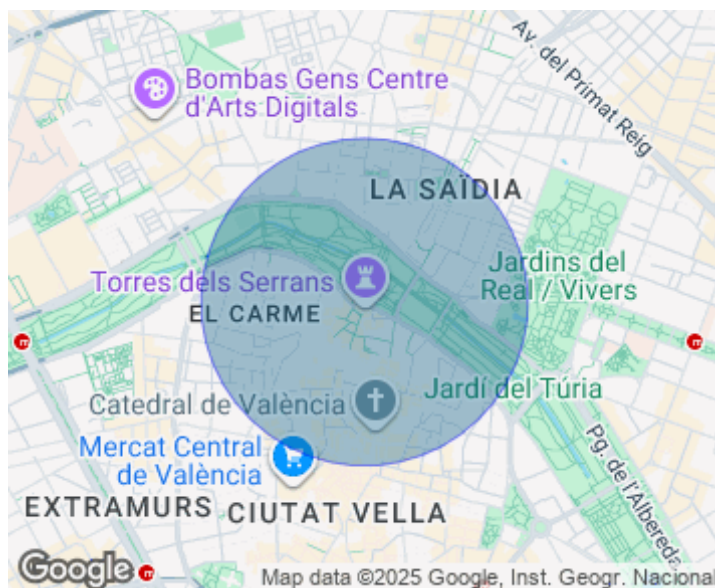 Bombas Gens Centre
d'Arts Digitals
Av. del Primat Reig
LA SAÏDIA
Torres dels Serrans
EL CARME
Jardins del
Real / Vivers
Catedral de València
Jardí del Túria
Mercat Central
de València
Pg. de l'Albereda
EXTRAMURS
CIUTAT VELLA
Google
Map data ©2025 Google, Inst. Geogr. Nacional